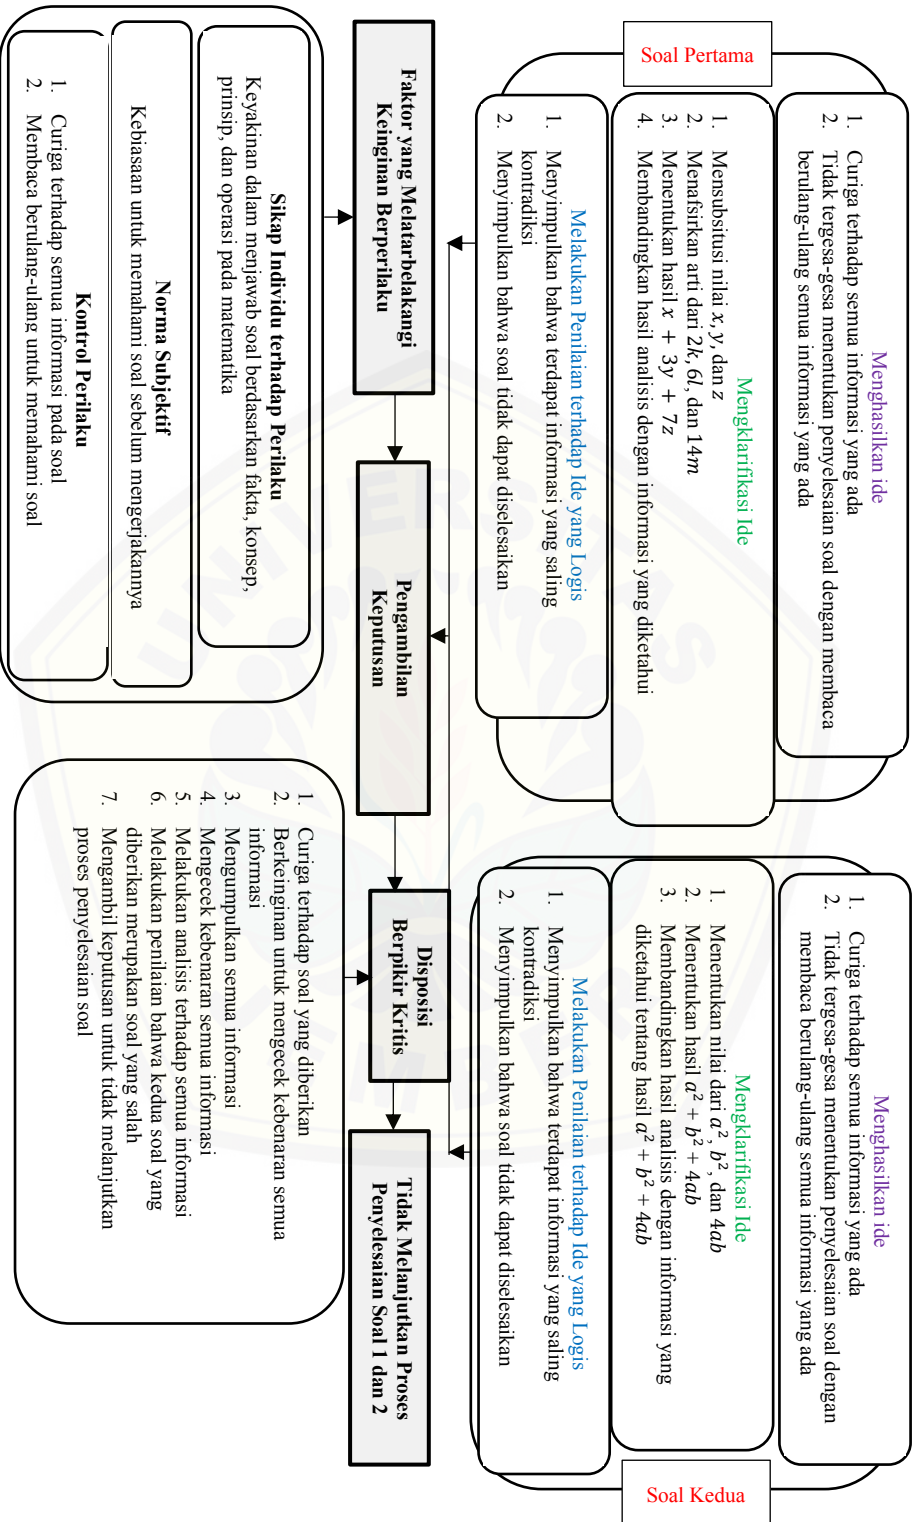 Soal Pertama
Menghasilkan ide
1. Curiga terhadap semua informasi yang ada
2. Tidak tergesa-gesa menentukan penyelesaian soal dengan membaca
berulang-ulang semua informasi yang ada
Mengklarifikasi Ide
1. Mensubsitusi nilai x, y, dan z
2. Menafsirkan arti dari 2k, 6l, dan 14m
3. Menentukan hasil x + 3y + 7z
4. Membandingkan hasil analisis dengan informasi yang diketahui
Melakukan Penilaian terhadap Ide yang Logis
1. Menyimpulkan bahwa terdapat informasi yang saling
kontradiksi
2. Menyimpulkan bahwa soal tidak dapat diselesaikan
Soal Kedua
Menghasilkan ide
1. Curiga terhadap semua informasi yang ada
2. Tidak tergesa-gesa menentukan penyelesaian soal dengan
membaca berulang-ulang semua informasi yang ada
Mengklarifikasi Ide
1. Menentukan nilai dari a², b², dan 4ab
2. Menentukan hasil a² + b² + 4ab
3. Membandingkan hasil analisis dengan informasi yang
diketahui tentang hasil a² + b² + 4ab
Melakukan Penilaian terhadap Ide yang Logis
1. Menyimpulkan bahwa terdapat informasi yang saling
kontradiksi
2. Menyimpulkan bahwa soal tidak dapat diselesaikan
Faktor yang Melatarbelakangi
Keinginan Berperilaku
Pengambilan
Keputusan
Disposisi
Berpikir Kritis
Tidak Melanjutkan Proses
Penyelesaian Soal 1 dan 2
Sikap Individu terhadap Perilaku
Keyakinan dalam menjawab soal berdasarkan fakta, konsep,
prinsip, dan operasi pada matematika
Norma Subjektif
Kebiasaan untuk memahami soal sebelum mengerjakannya
Kontrol Perilaku
1. Curiga terhadap semua informasi pada soal
2. Membaca berulang-ulang untuk memahami soal
1. Curiga terhadap soal yang diberikan
2. Berkeinginan untuk mengecek kebenaran semua
informasi
3. Mengumpulkan semua informasi
4. Mengecek kebenaran semua informasi
5. Melakukan analisis terhadap semua informasi
6. Melakukan penilaian bahwa kedua soal yang
diberikan merupakan soal yang salah
7. Mengambil keputusan untuk tidak melanjutkan
proses penyelesaian soal
UNIVERSITAS
JEMBER